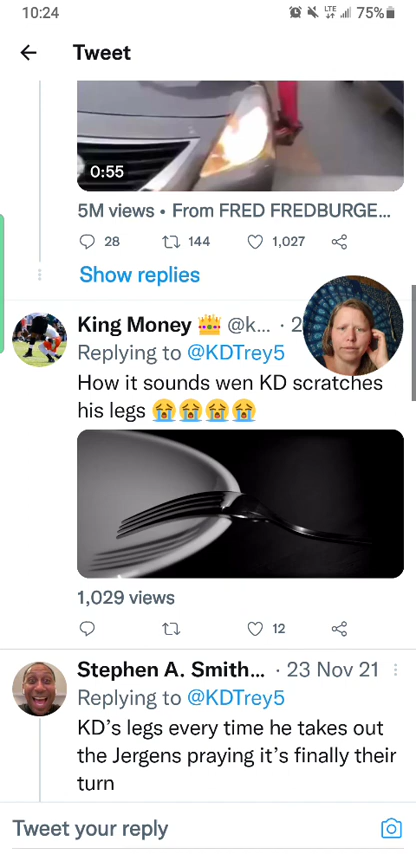 10:24 LTE 75%
Tweet
0:55
5M views • From FRED FREDBURGE...
28 144 1,027
Show replies
King Money 👑 @k... · 2
Replying to @KDTrey5
How it sounds wen KD scratches
his legs 😭😭😭😭
1,029 views
12
Stephen A. Smith... · 23 Nov 21
Replying to @KDTrey5
KD's legs every time he takes out
the Jergens praying it's finally their
turn
Tweet your reply